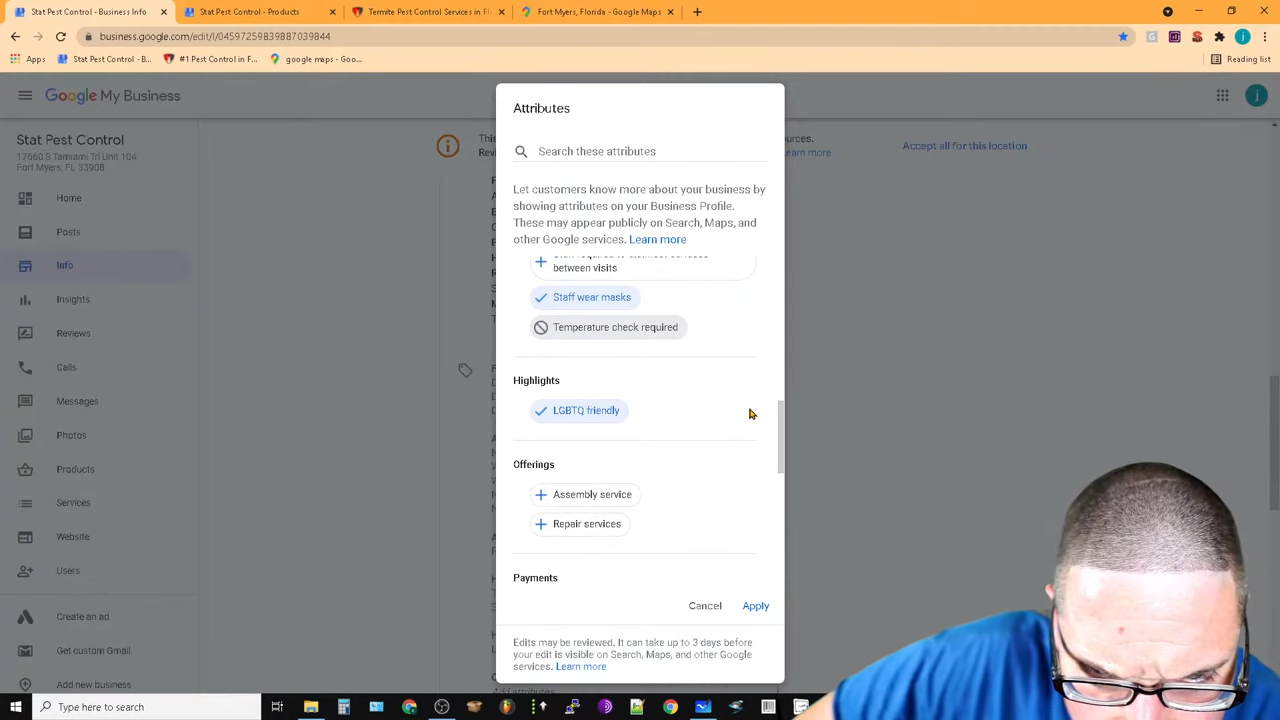 Stat Pest Control - Business Info
Stat Pest Control - Products
Termite Pest Control Services in Fl
Fort Myers, Florida - Google Maps
business.google.com/edit/l/04597259839887039844
Apps
Stat Pest Control - B...
#1 Pest Control in F...
google maps - Goo...
Reading list
Google My Business
j
Stat Pest Control
17660 S Tamiami Trl Unit 104
Fort Myers, FL 33908
Home
Posts
Info
Insights
Reviews
Calls
Messages
Photos
Products
Services
Website
Users
Create an ad
Get custom Gmail
Add new business
Accept all for this location
Attributes
Search these attributes
Let customers know more about your business by
showing attributes on your Business Profile.
These may appear publicly on Search, Maps, and
other Google services. Learn more
between visits
Staff wear masks
Temperature check required
Highlights
LGBTQ friendly
Offerings
Assembly service
Repair services
Payments
Cancel
Apply
Edits may be reviewed. It can take up to 3 days before
your edit is visible on Search, Maps, and other Google
services. Learn more
Add attributes
Type here to search